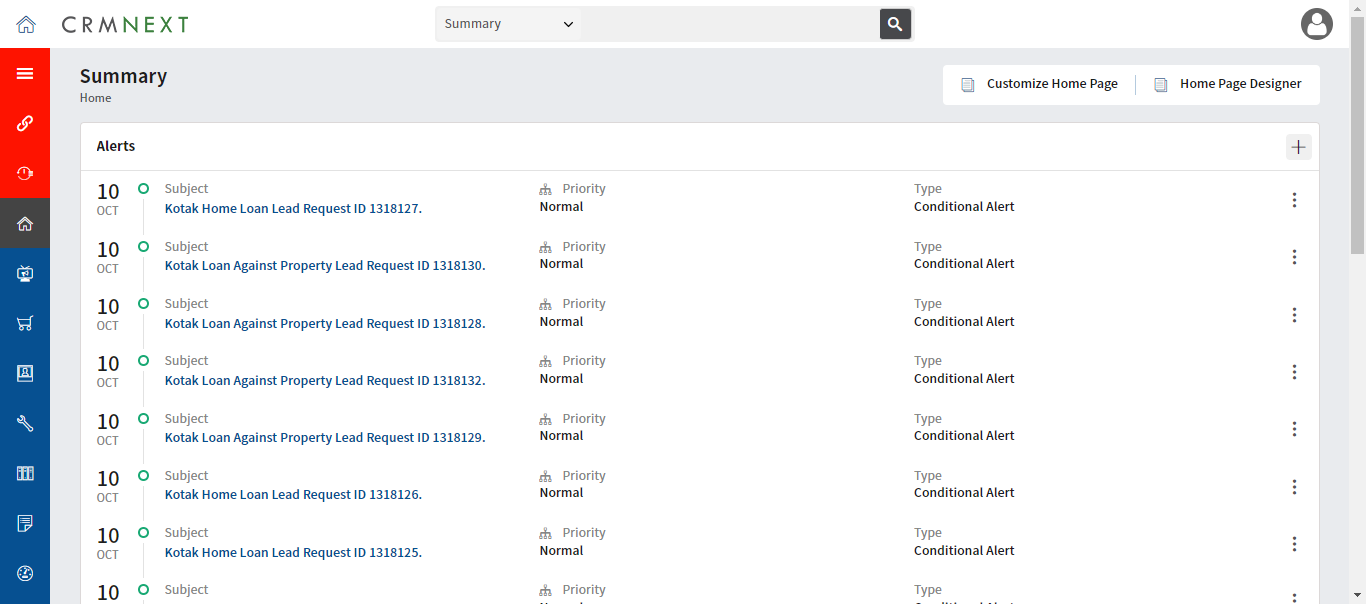 CRMNEXT
Summary
Summary
Home
Customize Home Page
Home Page Designer
Alerts
10
OCT
Subject
Kotak Home Loan Lead Request ID 1318127.
Priority
Normal
Type
Conditional Alert
10
OCT
Subject
Kotak Loan Against Property Lead Request ID 1318130.
Priority
Normal
Type
Conditional Alert
10
OCT
Subject
Kotak Loan Against Property Lead Request ID 1318128.
Priority
Normal
Type
Conditional Alert
10
OCT
Subject
Kotak Loan Against Property Lead Request ID 1318132.
Priority
Normal
Type
Conditional Alert
10
OCT
Subject
Kotak Loan Against Property Lead Request ID 1318129.
Priority
Normal
Type
Conditional Alert
10
OCT
Subject
Kotak Home Loan Lead Request ID 1318126.
Priority
Normal
Type
Conditional Alert
10
OCT
Subject
Kotak Home Loan Lead Request ID 1318125.
Priority
Normal
Type
Conditional Alert
10
Subject
Priority
Type